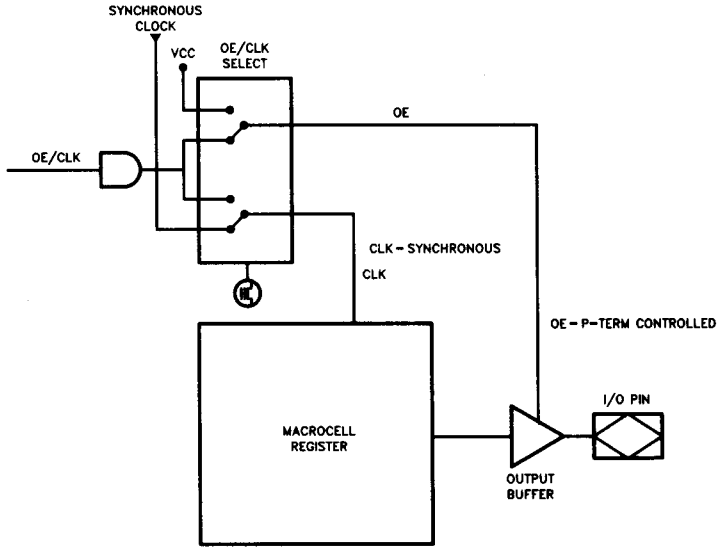 SYNCHRONOUS
CLOCK
VCC
OE/CLK
SELECT
OE
OE/CLK
CLK-SYNCHRONOUS
CLK
OE-P-TERM CONTROLLED
I/O PIN
MACROCELL
REGISTER
OUTPUT
BUFFER